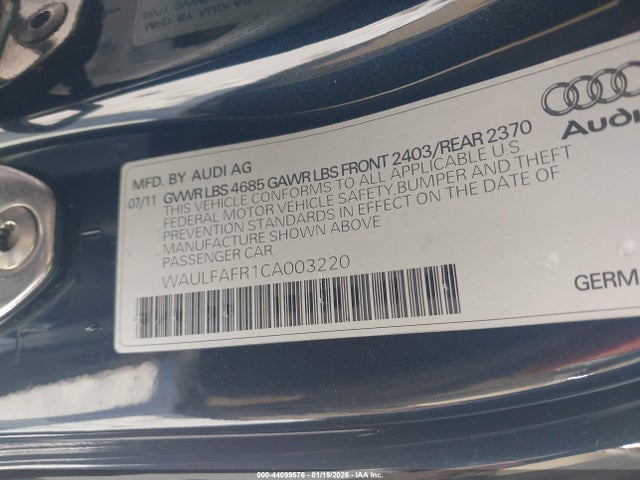 Audi
MFD. BY AUDI AG
07/11 GVWR LBS 4685 GAWR LBS FRONT 2403/REAR 2370
THIS VEHICLE CONFORMS TO ALL APPLICABLE U.S.
FEDERAL MOTOR VEHICLE SAFETY, BUMPER AND THEFT
PREVENTION STANDARDS IN EFFECT ON THE DATE OF
MANUFACTURE SHOWN ABOVE
PASSENGER CAR
WAULFAFR1CA003220
GERM
000-44099576 - 01/19/2026 - IAA Inc.